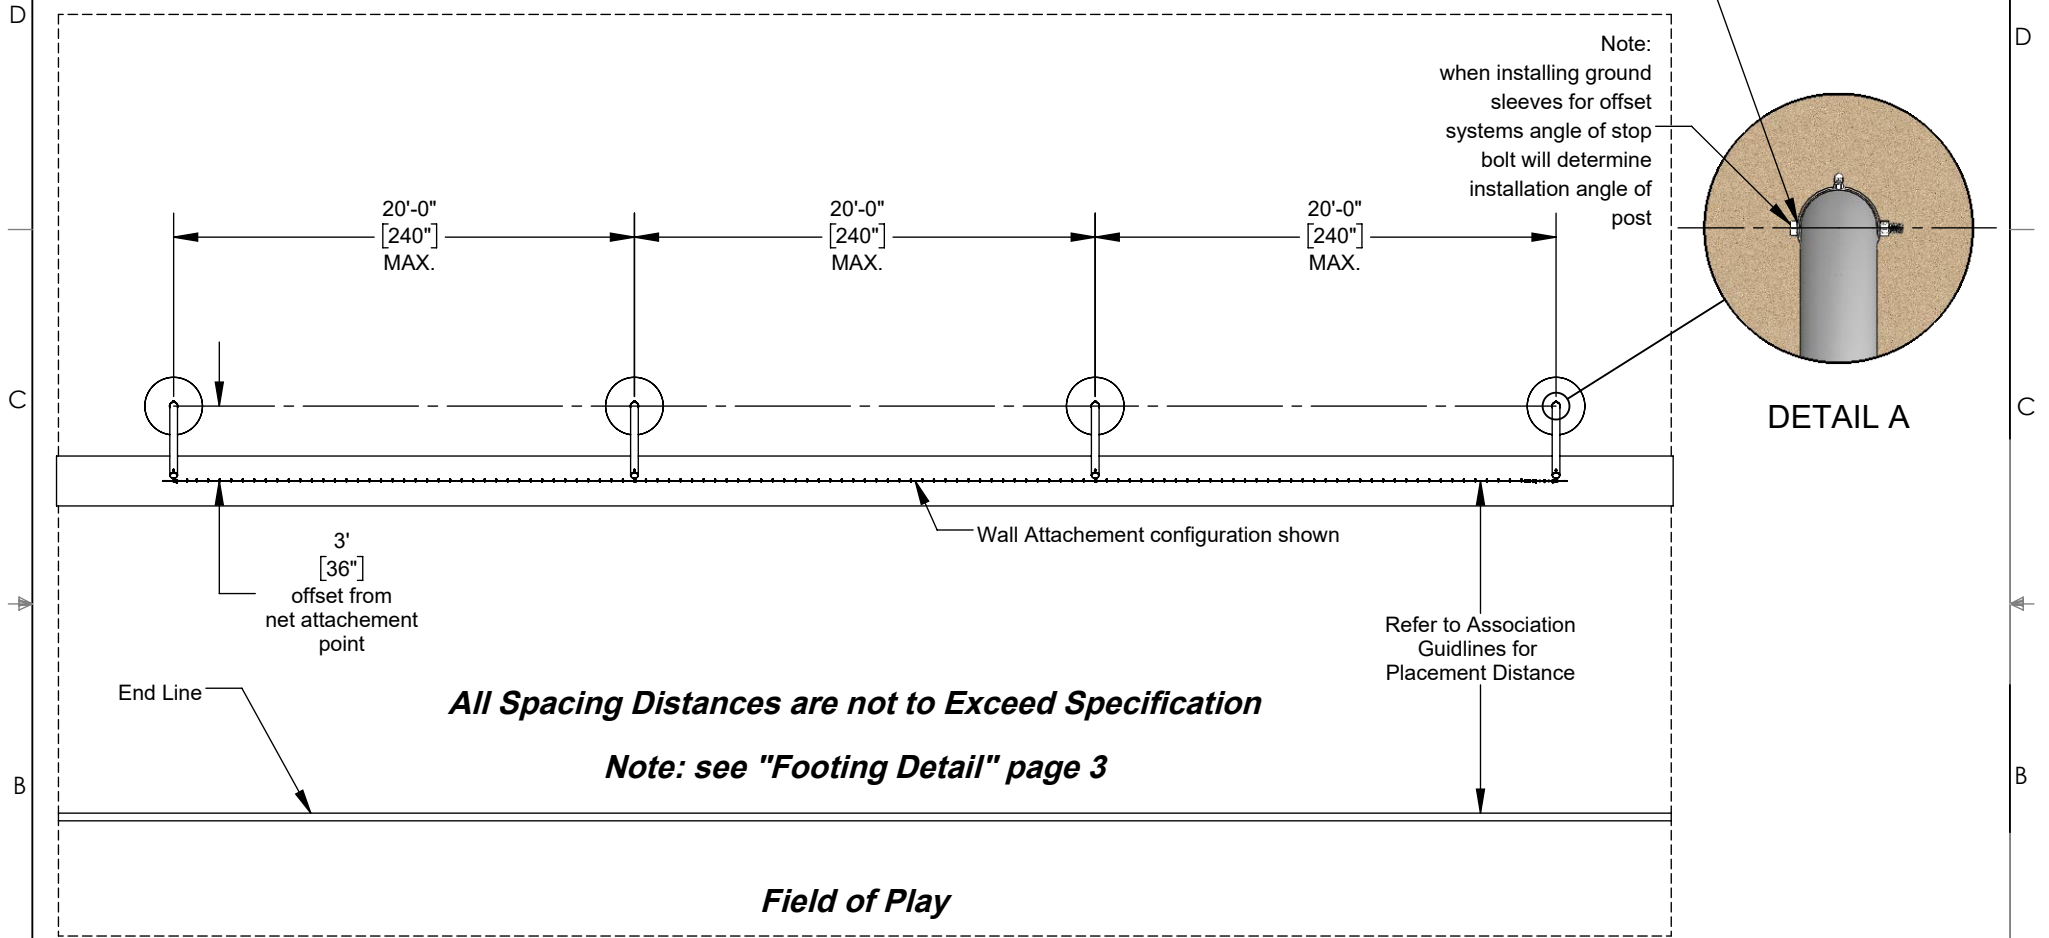 D
D
Note:
when installing ground
sleeves for offset
systems angle of stop
bolt will determine
installation angle of
post
20'-0"
[240"]
MAX.
20'-0"
[240"]
MAX.
20'-0"
[240"]
MAX.
C
C
DETAIL A
Wall Attachement configuration shown
3'
[36"]
offset from
net attachement
point
Refer to Association
Guidlines for
Placement Distance
End Line
All Spacing Distances are not to Exceed Specification
Note: see "Footing Detail" page 3
B
B
Field of Play